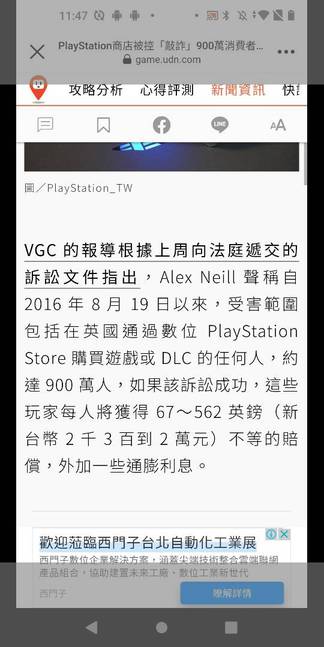 11:47
PlayStation商店被控「敲詐」900萬消費者...
game.udn.com
攻略分析 心得評測 新聞資訊 快訊
LINE
AA
圖／PlayStation_TW
VGC 的報導根據上周向法庭遞交的
訴訟文件指出，Alex Neill 聲稱自
2016 年 8 月 19 日以來，受害範圍
包括在英國通過數位 PlayStation
Store 購買遊戲或 DLC 的任何人，約
達 900 萬人，如果該訴訟成功，這些
玩家每人將獲得 67～562 英鎊（新
台幣 2 千 3 百到 2 萬元）不等的賠
償，外加一些通膨利息。
歡迎蒞臨西門子台北自動化工業展
西門子數位企業解決方案，涵蓋尖端技術整合雲端聯網
產品組合，協助建置未來工廠、數位工業新世代
西門子
瞭解詳情